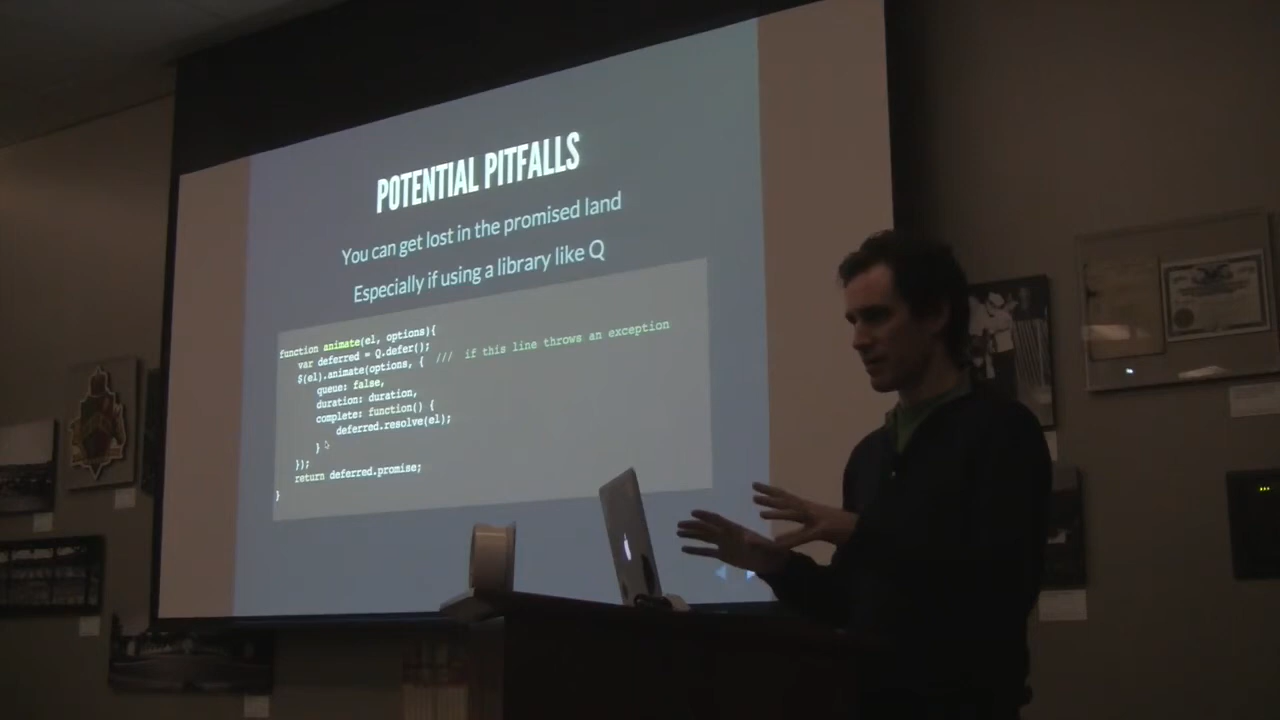 POTENTIAL PITFALLS
You can get lost in the promised land
Especially if using a library like Q
function animate(el, options){
var deferred = Q.defer();
$(el).animate(options, { /// if this line throws an exception
queue: false,
duration: duration,
complete: function() {
deferred.resolve(el);
}
});
return deferred.promise;
}